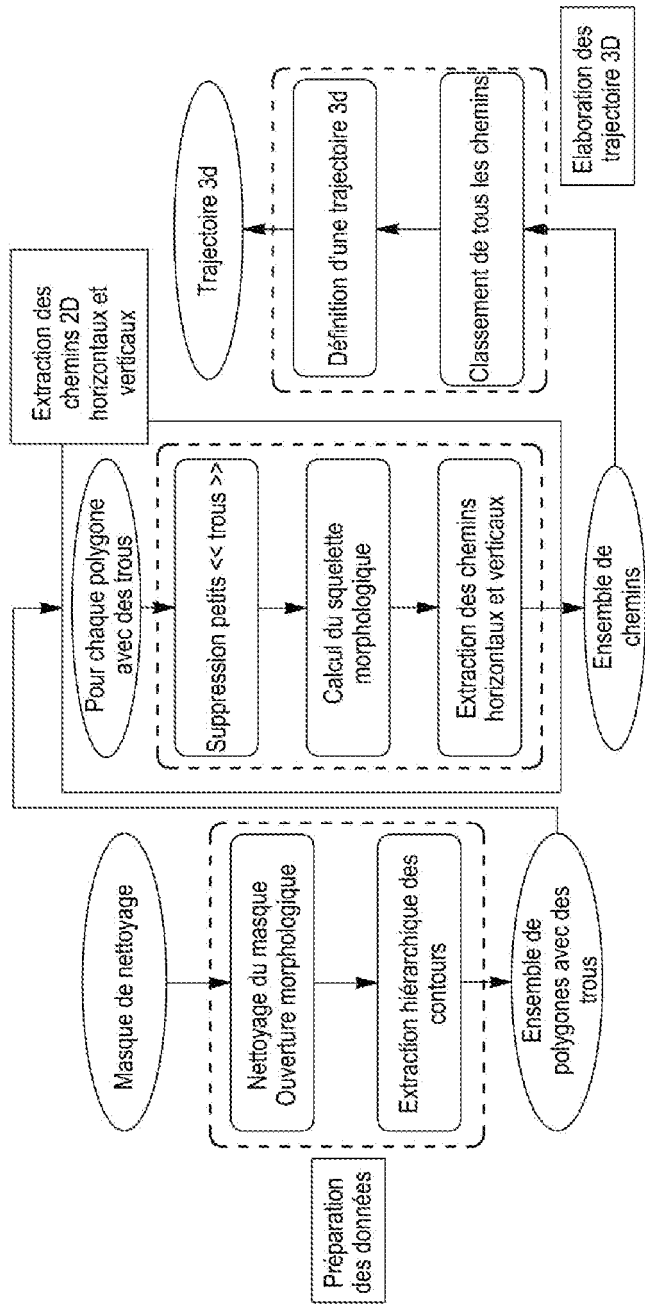 Préparation
des données
Masque de nettoyage
Nettoyage du masque
Ouverture morphologique
Extraction hiérarchique des
contours
Ensemble de
polygones avec des
trous
Extraction des
chemins 2D
horizontaux et
verticaux
Pour chaque polygone
avec des trous
Suppression petits << trous >>
Calcul du squelette
morphologique
Extraction des chemins
horizontaux et verticaux
Ensemble de
chemins
Trajectoire 3d
Définition d'une trajectoire 3d
Classement de tous les chemins
Elaboration des
trajectoire 3D